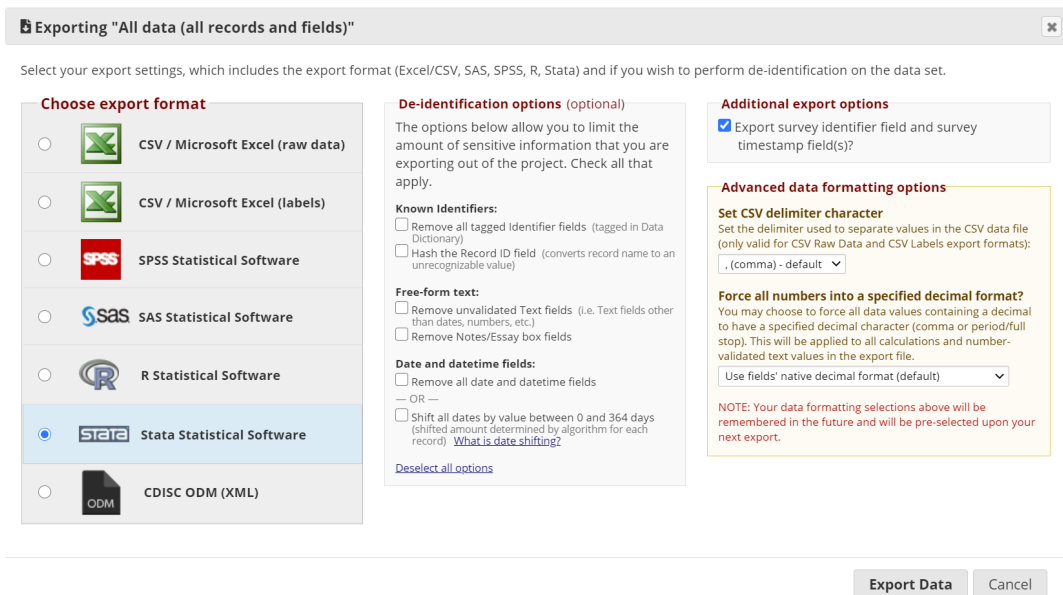 Exporting "All data (all records and fields)"
Select your export settings, which includes the export format (Excel/CSV, SAS, SPSS, R, Stata) and if you wish to perform de-identification on the data set.
Choose export format
CSV / Microsoft Excel (raw data)
CSV / Microsoft Excel (labels)
SPSS
SPSS Statistical Software
sas
SAS Statistical Software
R
R Statistical Software
STATA
Stata Statistical Software
ODM
CDISC ODM (XML)
De-identification options (optional)
The options below allow you to limit the
amount of sensitive information that you are
exporting out of the project. Check all that
apply.
Known Identifiers:
Remove all tagged Identifier fields (tagged in Data
Dictionary)
Hash the Record ID field (converts record name to an
unrecognizable value)
Free-form text:
Remove unvalidated Text fields (i.e. Text fields other
than dates, numbers, etc.)
Remove Notes/Essay box fields
Date and datetime fields:
Remove all date and datetime fields
— OR —
Shift all dates by value between 0 and 364 days
(shifted amount determined by algorithm for each
record) What is date shifting?
Deselect all options
Additional export options
Export survey identifier field and survey
timestamp field(s)?
Advanced data formatting options
Set CSV delimiter character
Set the delimiter used to separate values in the CSV data file
(only valid for CSV Raw Data and CSV Labels export formats):
, (comma) - default
Force all numbers into a specified decimal format?
You may choose to force all data values containing a decimal
to have a specified decimal character (comma or period/full
stop). This will be applied to all calculations and number-
validated text values in the export file.
Use fields' native decimal format (default)
NOTE: Your data formatting selections above will be
remembered in the future and will be pre-selected upon your
next export.
Export Data
Cancel